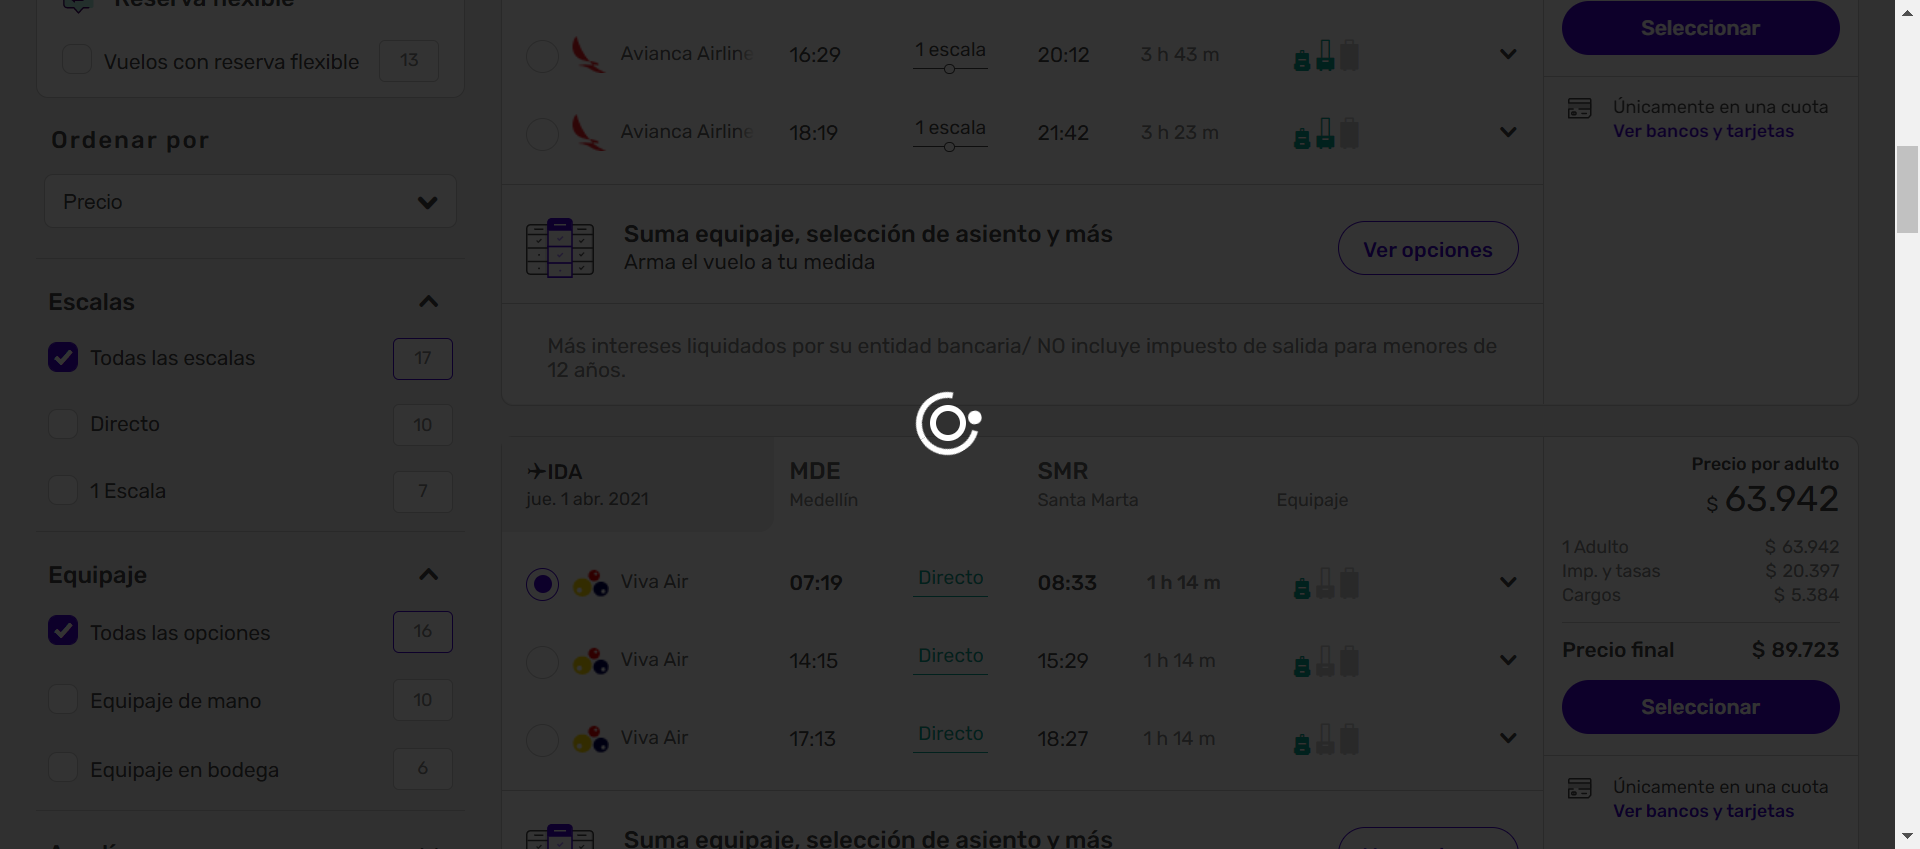 Reserva flexible
Vuelos con reserva flexible 13
Ordenar por
Precio
Escalas
Todas las escalas 17
Directo 10
1 Escala 7
Equipaje
Todas las opciones 16
Equipaje de mano 10
Equipaje en bodega 6
Avianca Airline 16:29 1 escala 20:12 3 h 43 m
Avianca Airline 18:19 1 escala 21:42 3 h 23 m
Suma equipaje, selección de asiento y más
Arma el vuelo a tu medida
Ver opciones
Más intereses liquidados por su entidad bancaria/ NO incluye impuesto de salida para menores de
12 años.
Seleccionar
Únicamente en una cuota
Ver bancos y tarjetas
IDA MDE SMR
jue. 1 abr. 2021 Medellín Santa Marta Equipaje
Viva Air 07:19 Directo 08:33 1 h 14 m
Viva Air 14:15 Directo 15:29 1 h 14 m
Viva Air 17:13 Directo 18:27 1 h 14 m
Suma equipaje, selección de asiento y más
Precio por adulto
$ 63.942
1 Adulto $ 63.942
Imp. y tasas $ 20.397
Cargos $ 5.384
Precio final $ 89.723
Seleccionar
Únicamente en una cuota
Ver bancos y tarjetas